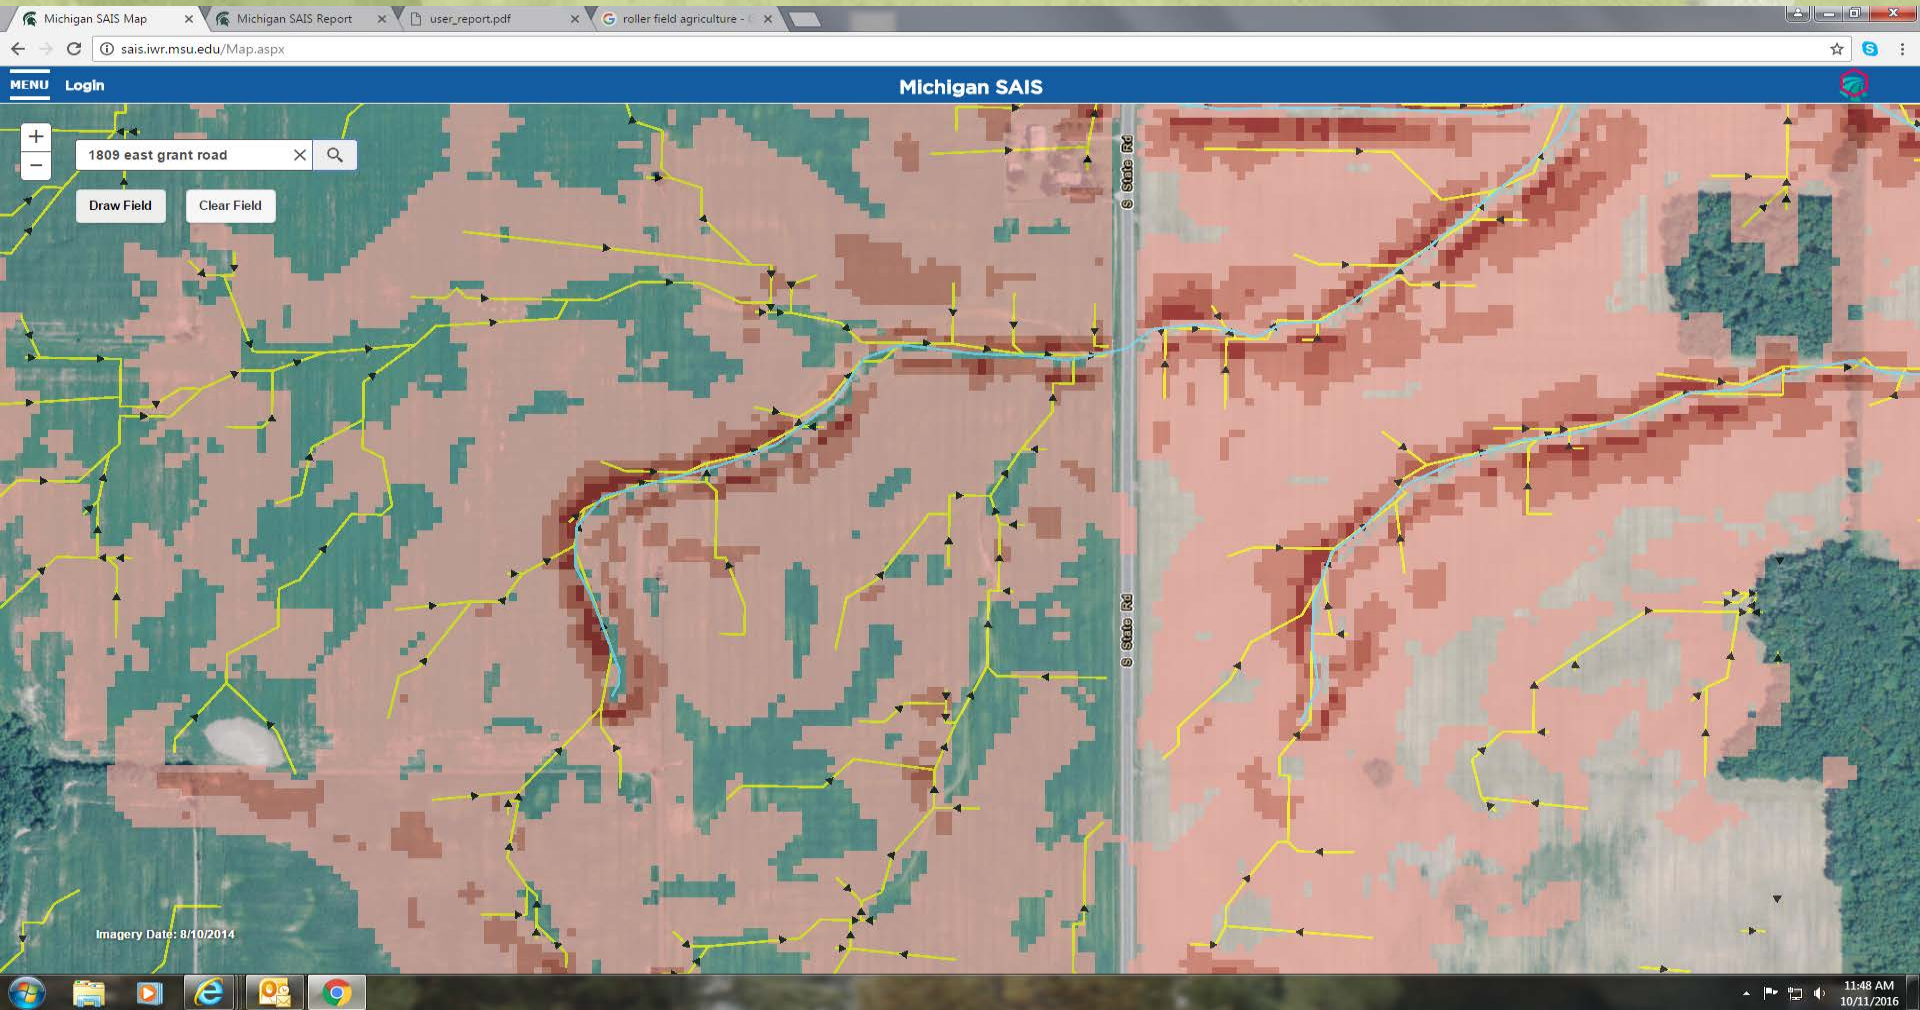 Michigan SAIS Map
Michigan SAIS Report
user_report.pdf
roller field agriculture -
sais.iwr.msu.edu/Map.aspx
MENU
Login
Michigan SAIS
+
1809 east grant road
−
Draw Field
Clear Field
S State Rd
S State Rd
Imagery Date: 8/10/2014
11:48 AM
10/11/2016